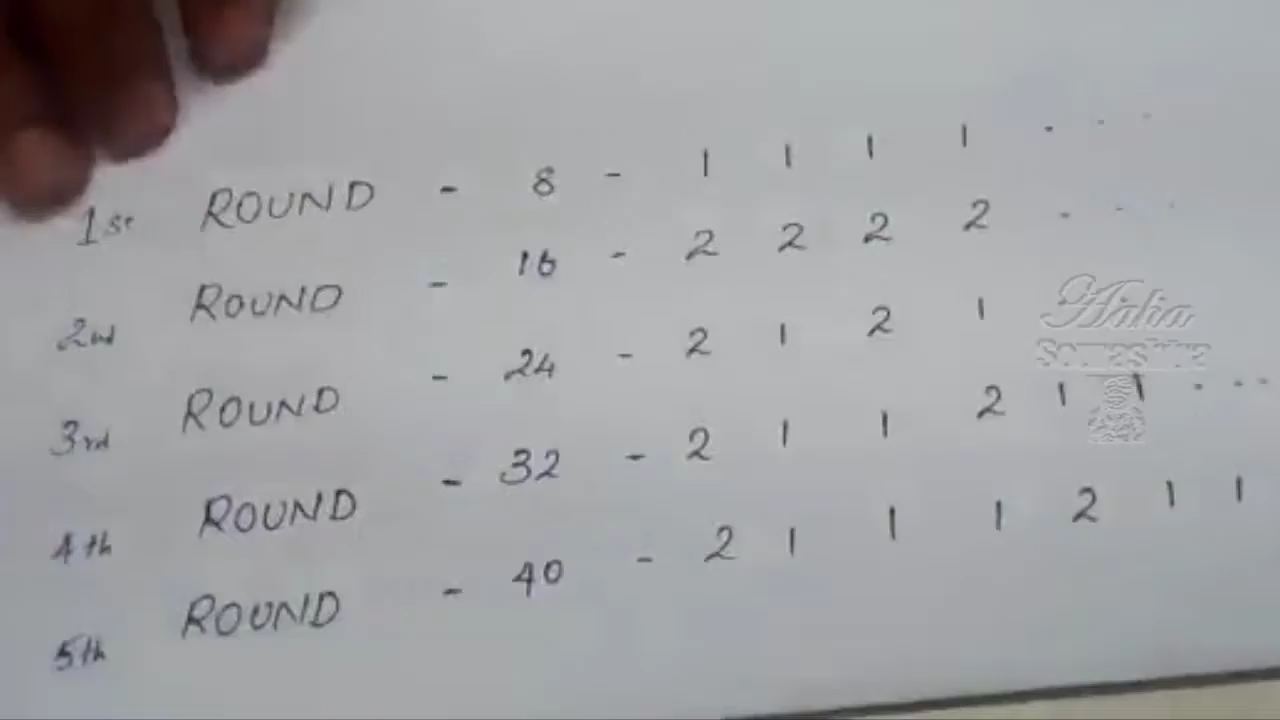 1st ROUND - 8 - 1 1 1 1 . . .
2nd ROUND - 16 - 2 2 2 2 . . .
3rd ROUND - 24 - 2 1 2 1
4th ROUND - 32 - 2 1 1 2 1 1 . . .
5th ROUND - 40 - 2 1 1 1 2 1 1